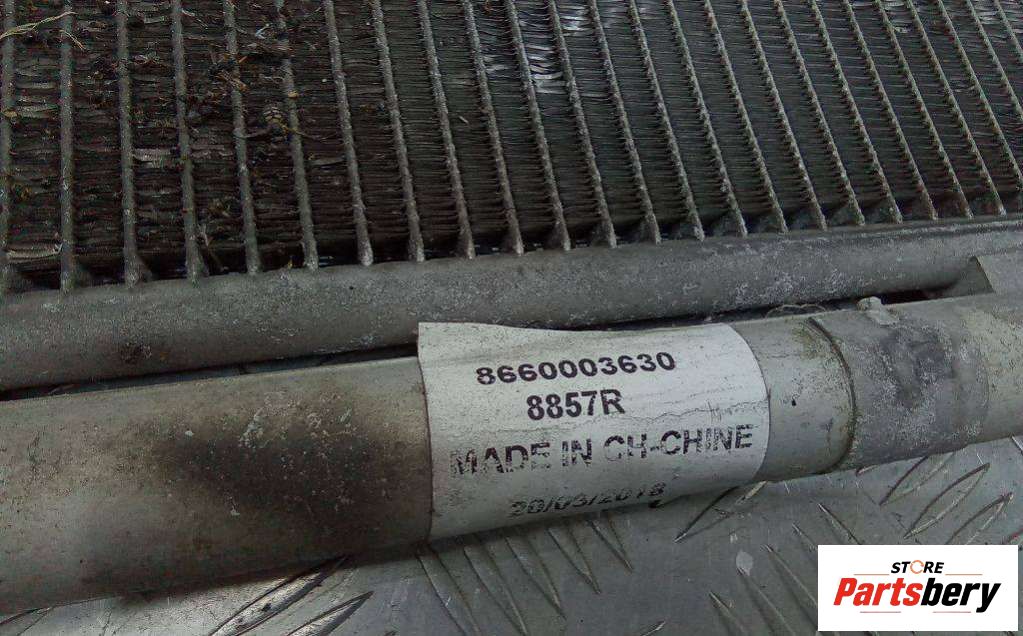 8660003630
8857R
MADE IN CH-CHINE
20/03/2018
STORE
Partsbery